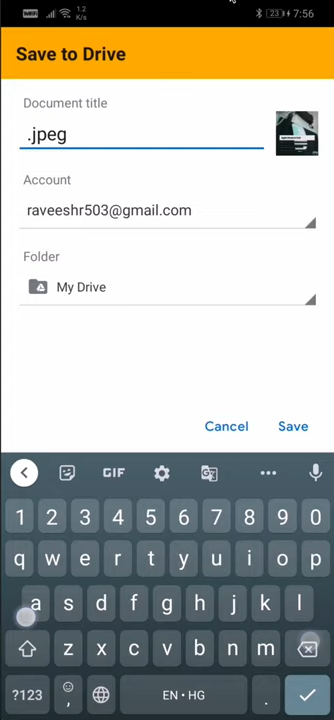 1.2
K/s
23
7:56
Save to Drive
Document title
.jpeg
Account
raveeshr503@gmail.com
Folder
My Drive
Cancel
Save
GIF
1 2 3 4 5 6 7 8 9 0
q w e r t y u i o p
a s d f g h j k l
z x c v b n m
?123
,
EN • HG
.